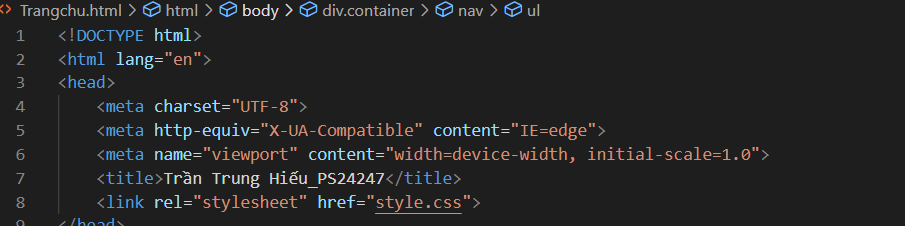 Trangchu.html > html > body > div.container > nav > ul
1 <!DOCTYPE html>
2 <html lang="en">
3 <head>
4 <meta charset="UTF-8">
5 <meta http-equiv="X-UA-Compatible" content="IE=edge">
6 <meta name="viewport" content="width=device-width, initial-scale=1.0">
7 <title>Trần Trung Hiếu_PS24247</title>
8 <link rel="stylesheet" href="style.css">
9 </head>